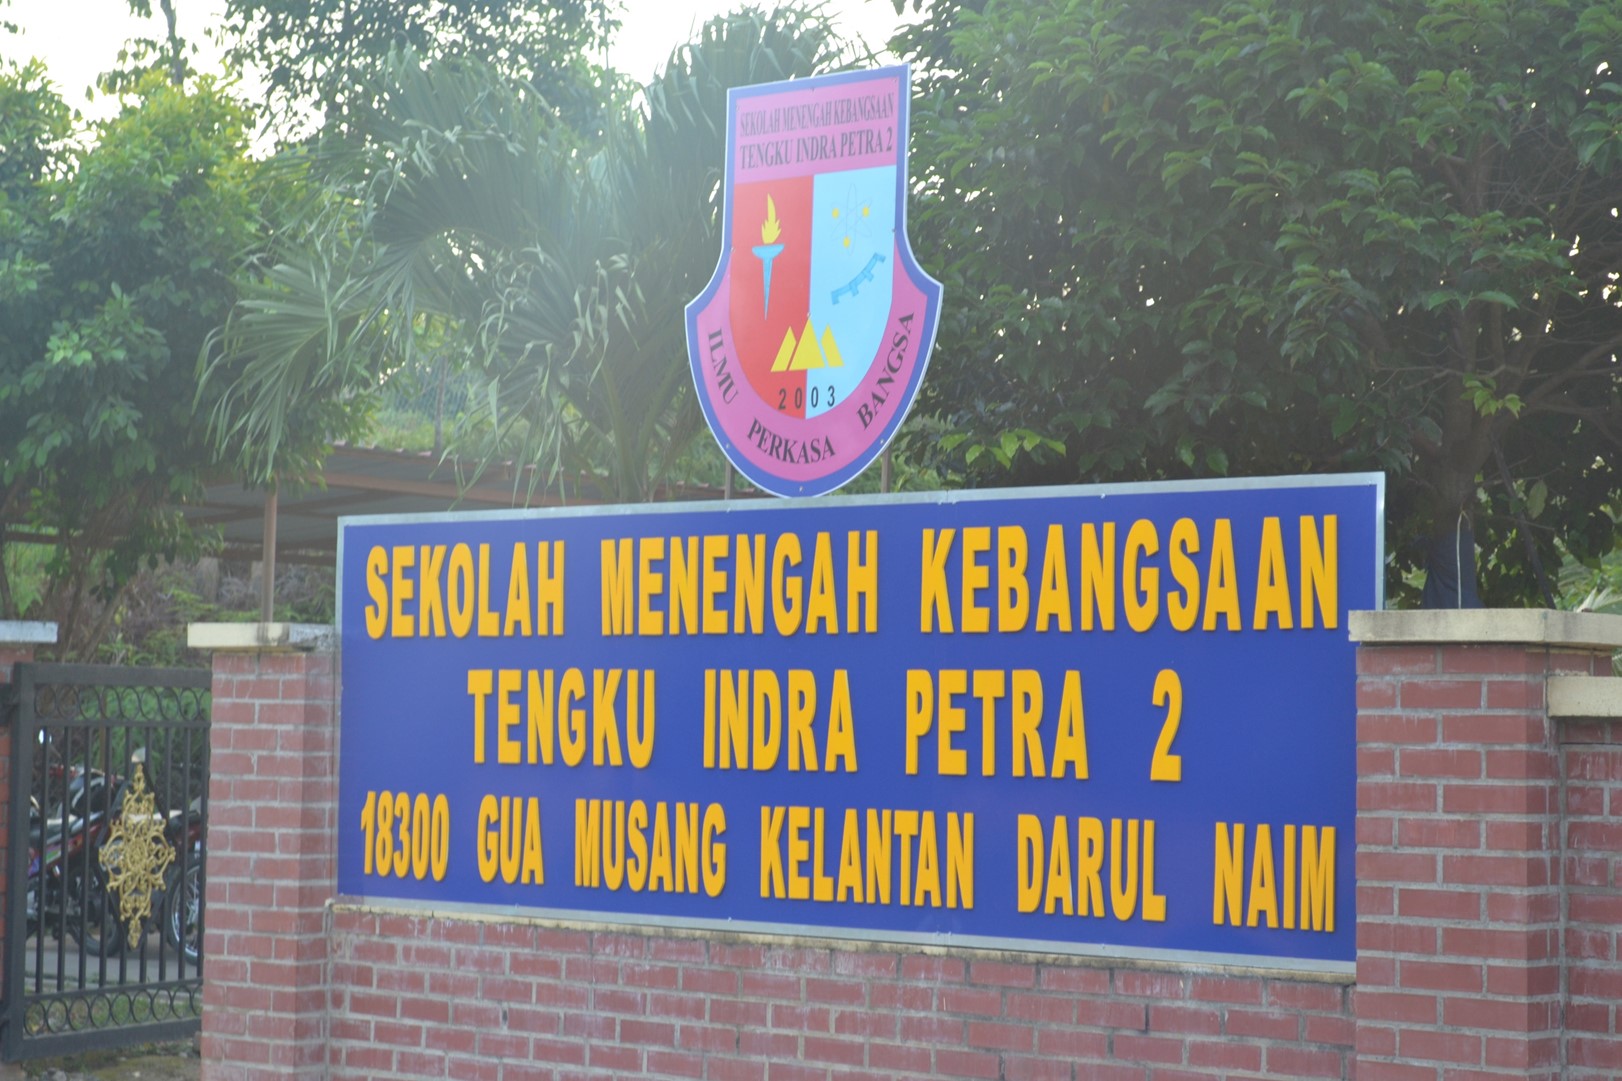 SEKOLAH MENENGAH KEBANGSAAN
TENGKU INDRA PETRA 2
2003
ILMU PERKASA BANGSA
SEKOLAH MENENGAH KEBANGSAAN
TENGKU INDRA PETRA 2
18300 GUA MUSANG KELANTAN DARUL NAIM